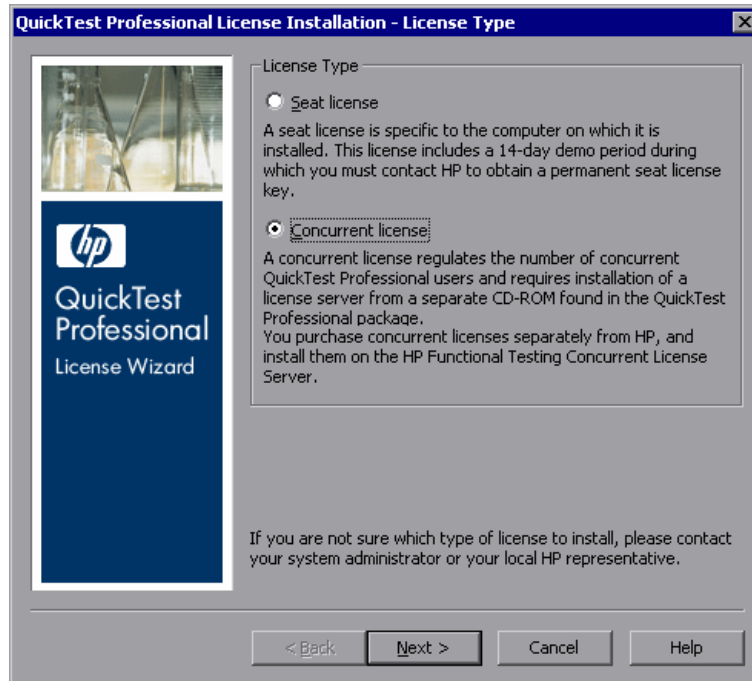 QuickTest Professional License Installation - License Type
License Type
Seat license
A seat license is specific to the computer on which it is
installed. This license includes a 14-day demo period during
which you must contact HP to obtain a permanent seat license
key.
Concurrent license
A concurrent license regulates the number of concurrent
QuickTest Professional users and requires installation of a
license server from a separate CD-ROM found in the QuickTest
Professional package.
You purchase concurrent licenses separately from HP, and
install them on the HP Functional Testing Concurrent License
Server.
hp
QuickTest
Professional
License Wizard
If you are not sure which type of license to install, please contact
your system administrator or your local HP representative.
< Back
Next >
Cancel
Help